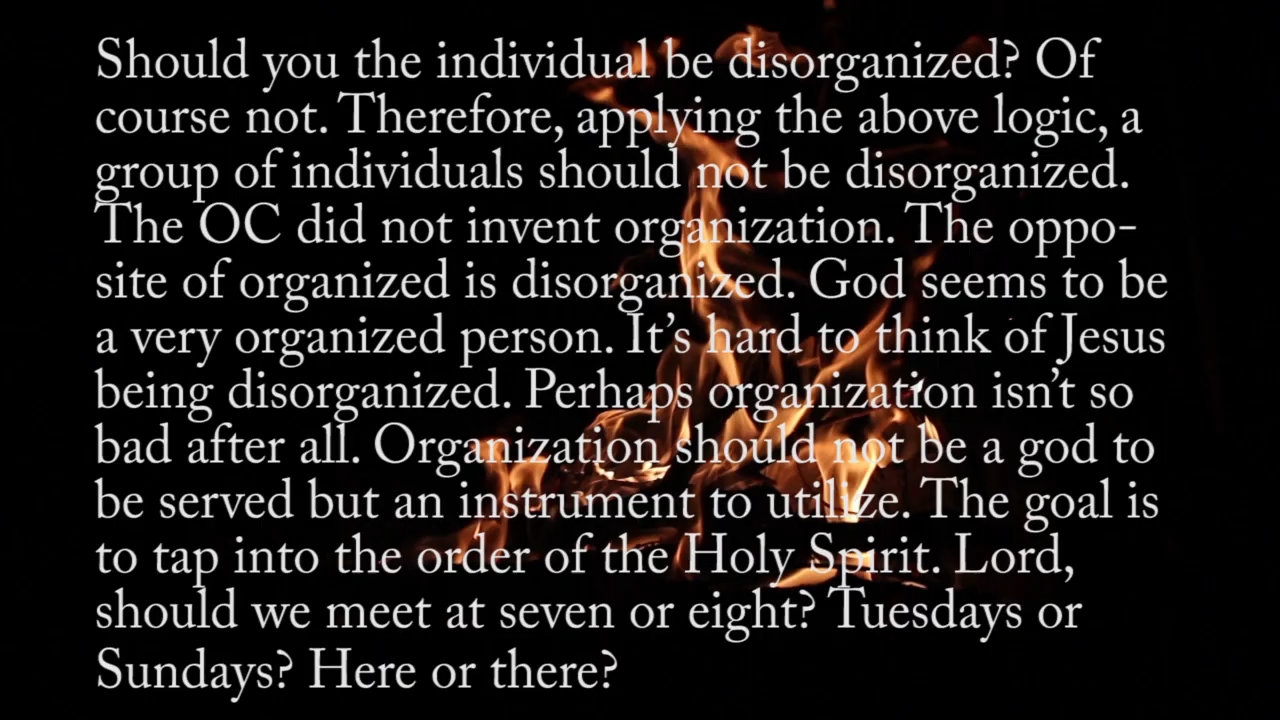 Should you the individual be disorganized? Of
course not. Therefore, applying the above logic, a
group of individuals should not be disorganized.
The OC did not invent organization. The oppo-
site of organized is disorganized. God seems to be
a very organized person. It’s hard to think of Jesus
being disorganized. Perhaps organization isn’t so
bad after all. Organization should not be a god to
be served but an instrument to utilize. The goal is
to tap into the order of the Holy Spirit. Lord,
should we meet at seven or eight? Tuesdays or
Sundays? Here or there?